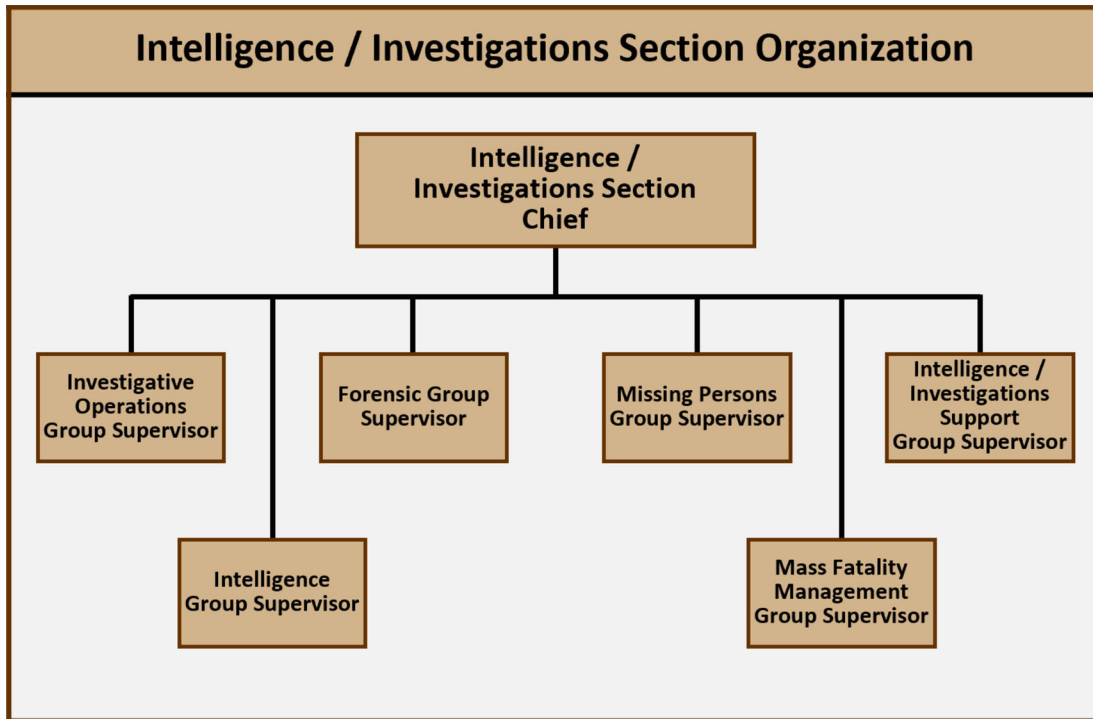 Intelligence / Investigations Section Organization
Intelligence /
Investigations Section
Chief
Investigative
Operations
Group Supervisor
Forensic Group
Supervisor
Missing Persons
Group Supervisor
Intelligence /
Investigations
Support
Group Supervisor
Intelligence
Group Supervisor
Mass Fatality
Management
Group Supervisor